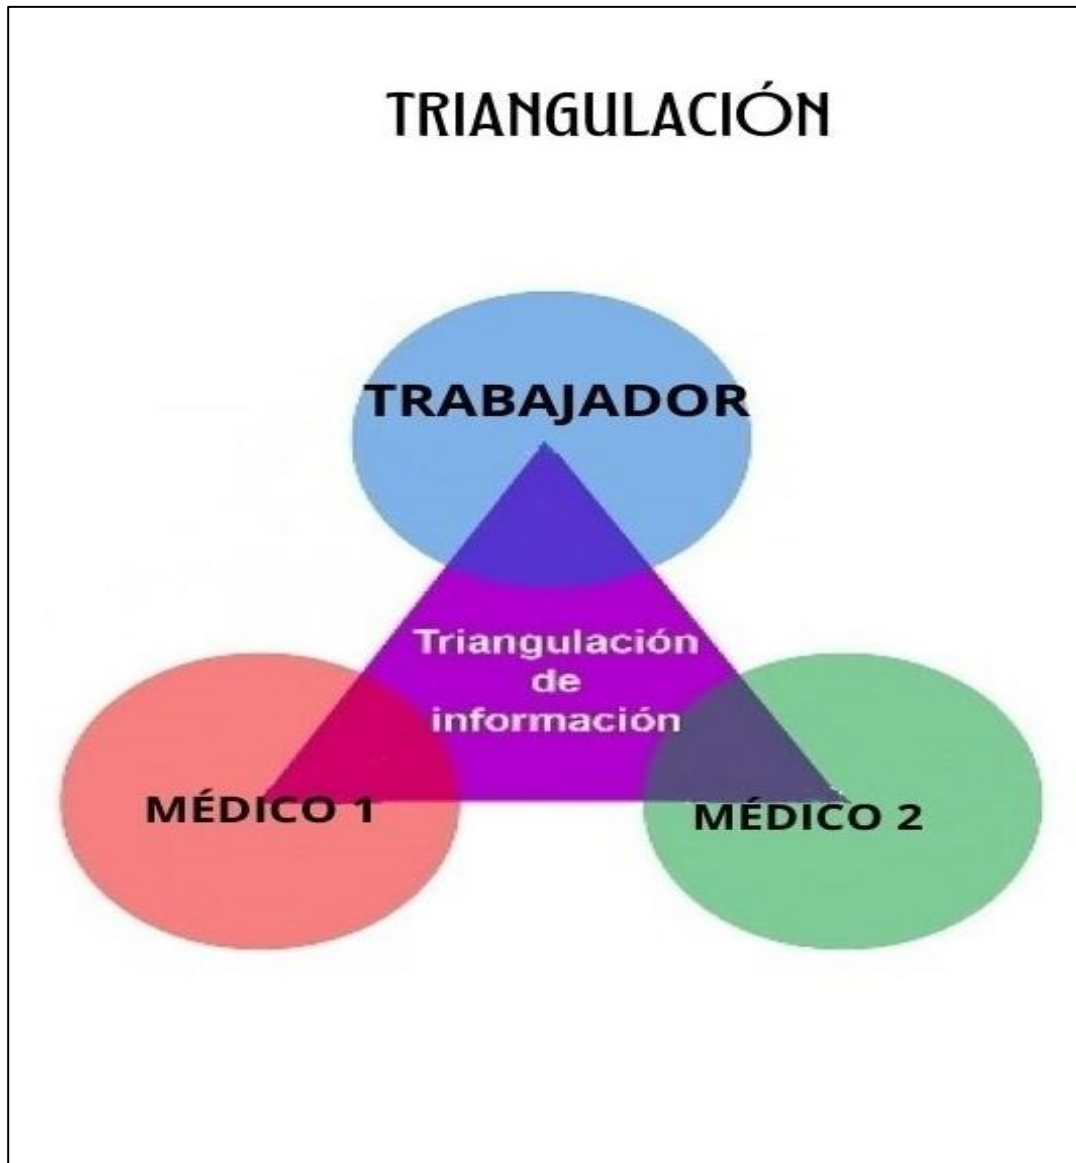 TRIANGULACIÓN
TRABAJADOR
Triangulación
de
información
MÉDICO 1
MÉDICO 2